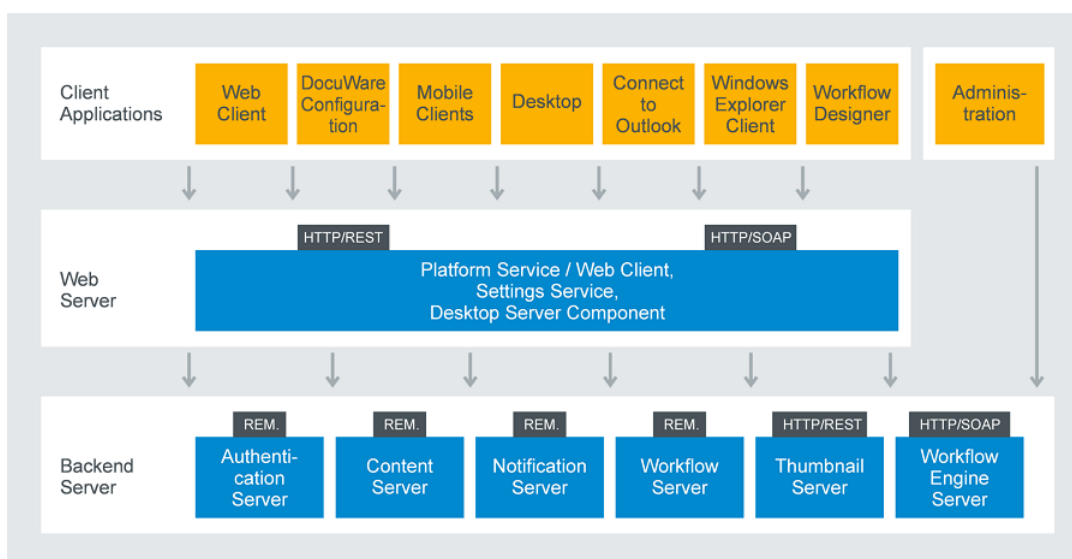 Client
Applications
Web
Client
DocuWare
Configura-
tion
Mobile
Clients
Desktop
Connect
to
Outlook
Windows
Explorer
Client
Workflow
Designer
Adminis-
tration
HTTP/REST
HTTP/SOAP
Web
Server
Platform Service / Web Client,
Settings Service,
Desktop Server Component
Backend
Server
REM.
Authenti-
cation
Server
REM.
Content
Server
REM.
Notification
Server
REM.
Workflow
Server
HTTP/REST
Thumbnail
Server
HTTP/SOAP
Workflow
Engine
Server